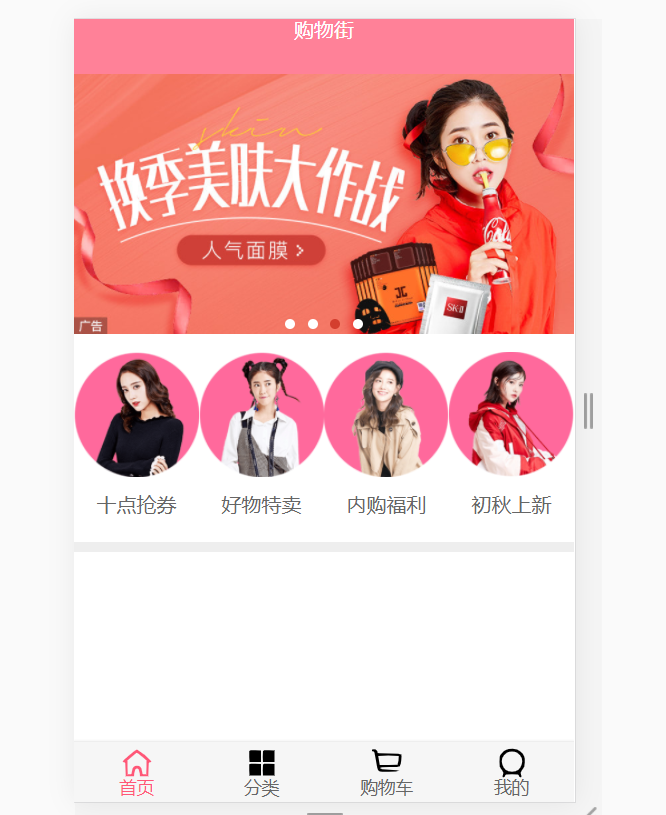 购物街
skin
换季美肤大作战
人气面膜 >
Coca
JC
SK-II
广告
十点抢券
好物特卖
内购福利
初秋上新
首页
分类
购物车
我的